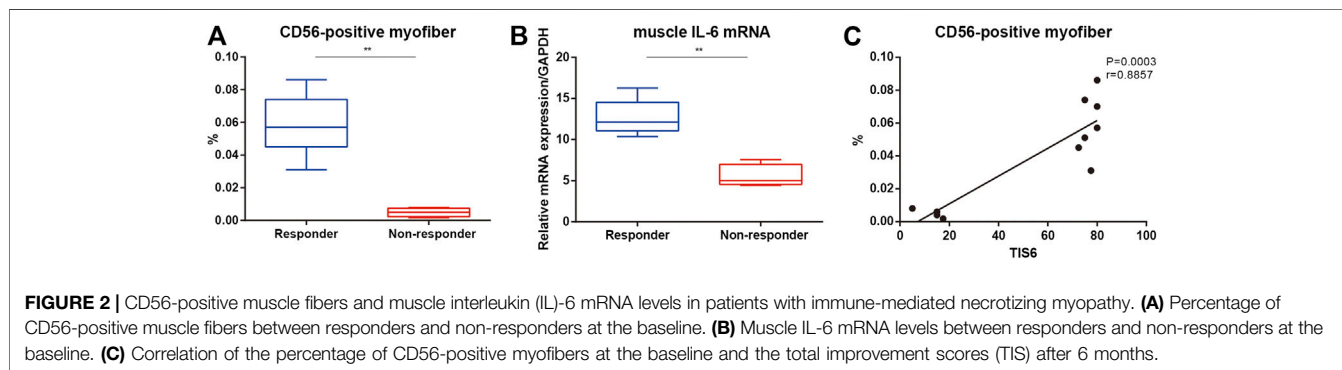 A
CD56-positive myofiber
**
0.10
0.08
0.06
0.04
0.02
0.00
%
Responder
Non-responder
B
muscle IL-6 mRNA
**
20
15
10
5
0
Relative mRNA expression/GAPDH
Responder
Non-responder
C
CD56-positive myofiber
P=0.0003
r=0.8857
0.10
0.08
0.06
0.04
0.02
0.00
%
0
20
40
60
80
100
TIS6
FIGURE 2 | CD56-positive muscle fibers and muscle interleukin (IL)-6 mRNA levels in patients with immune-mediated necrotizing myopathy. (A) Percentage of
CD56-positive muscle fibers between responders and non-responders at the baseline. (B) Muscle IL-6 mRNA levels between responders and non-responders at the
baseline. (C) Correlation of the percentage of CD56-positive myofibers at the baseline and the total improvement scores (TIS) after 6 months.